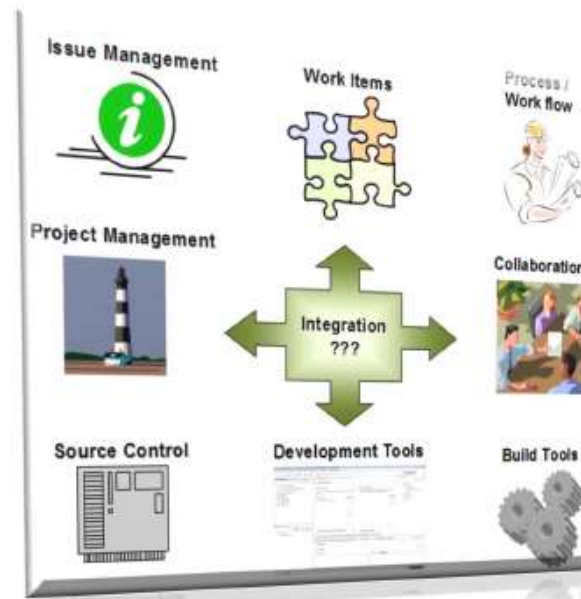 Issue Management
Work Items
Process /
Work flow
Project Management
Collaboration
Integration
???
Source Control
Development Tools
Build Tools